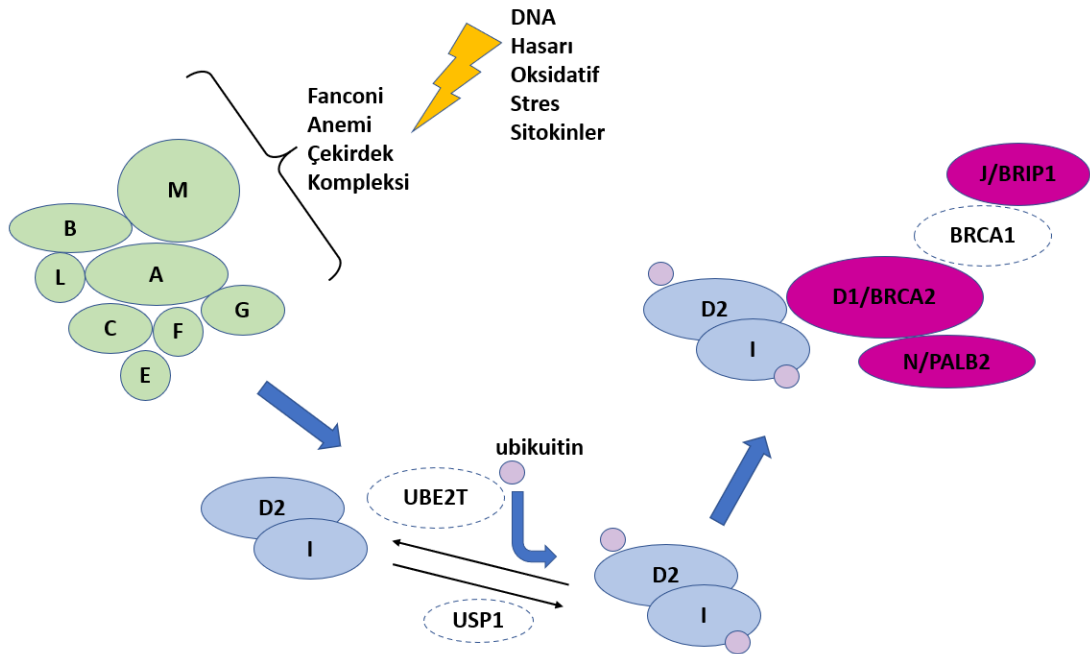 DNA
Hasarı
Oksidatif
Stres
Sitokinler
Fanconi
Anemi
Çekirdek
Kompleksi
M
B
L
A
C
F
G
E
J/BRIP1
BRCA1
D1/BRCA2
N/PALB2
D2
I
ubikuitin
UBE2T
D2
I
USP1
D2
I